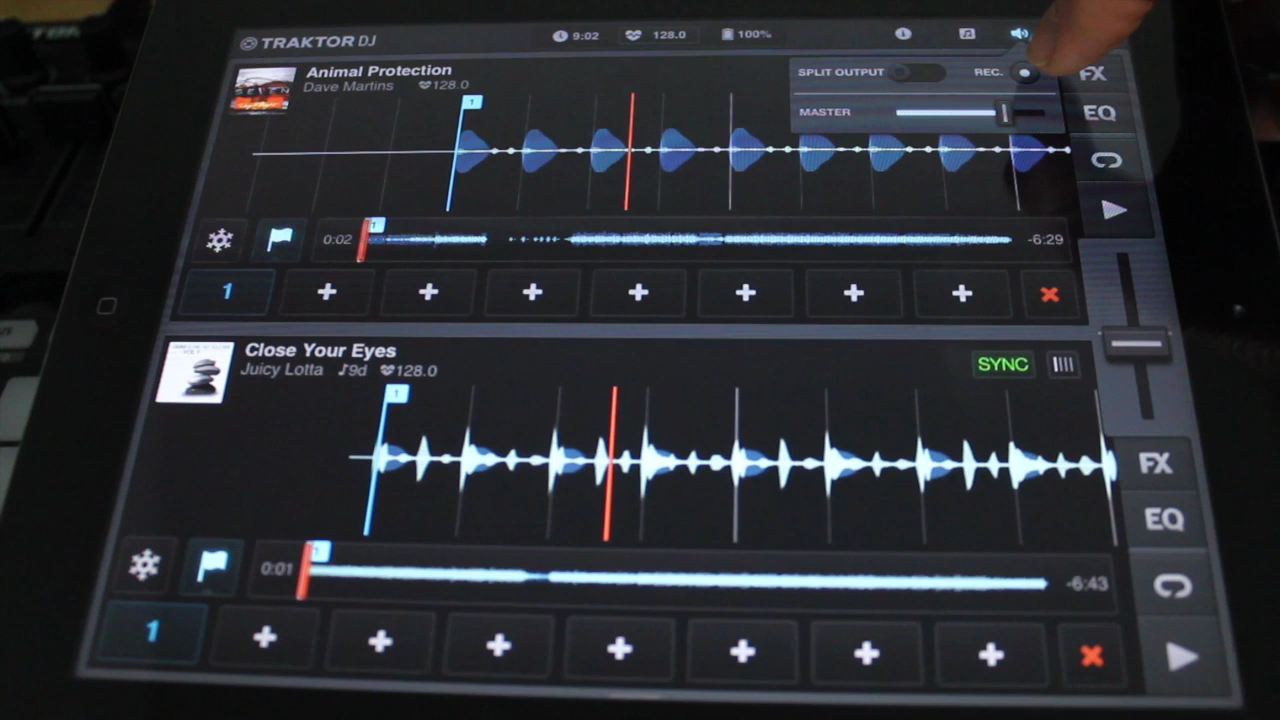 TRAKTOR DJ 9:02 128.0 100%
Animal Protection
Dave Martins 128.0
SPLIT OUTPUT REC.
MASTER
FX
EQ
1
0:02 1 -6:29
1 + + + + + + +
Close Your Eyes
Juicy Lotta 9d 128.0
SYNC
1
FX
EQ
0:01 1 -6:43
1 + + + + + + +